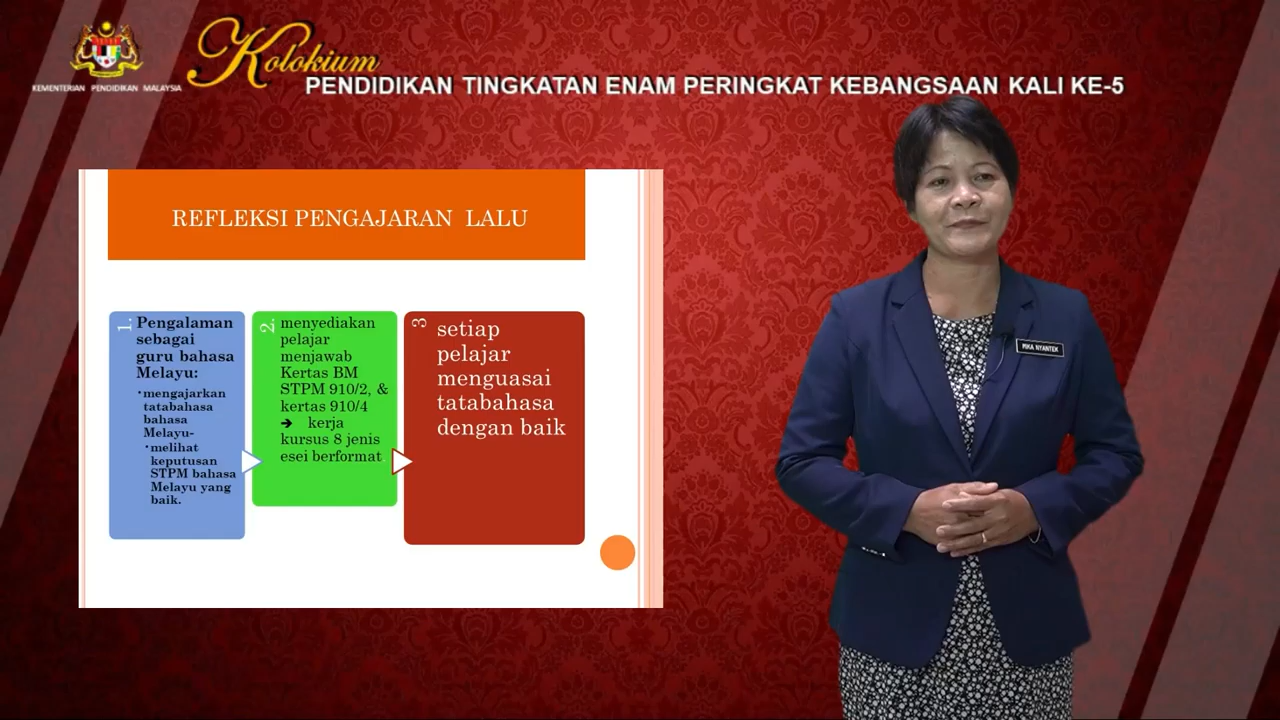 KEMENTERIAN PENDIDIKAN MALAYSIA
Kolokium
PENDIDIKAN TINGKATAN ENAM PERINGKAT KEBANGSAAN KALI KE-5
REFLEKSI PENGAJARAN LALU
1.
Pengalaman
sebagai
guru bahasa
Melayu:
•mengajarkan
tatabahasa
bahasa
Melayu-
•melihat
keputusan
STPM bahasa
Melayu yang
baik.
2.
menyediakan
pelajar
menjawab
Kertas BM
STPM 910/2, &
kertas 910/4
➔ kerja
kursus 8 jenis
esei berformat
3
setiap
pelajar
menguasai
tatabahasa
dengan baik
MIKA NYANTEK